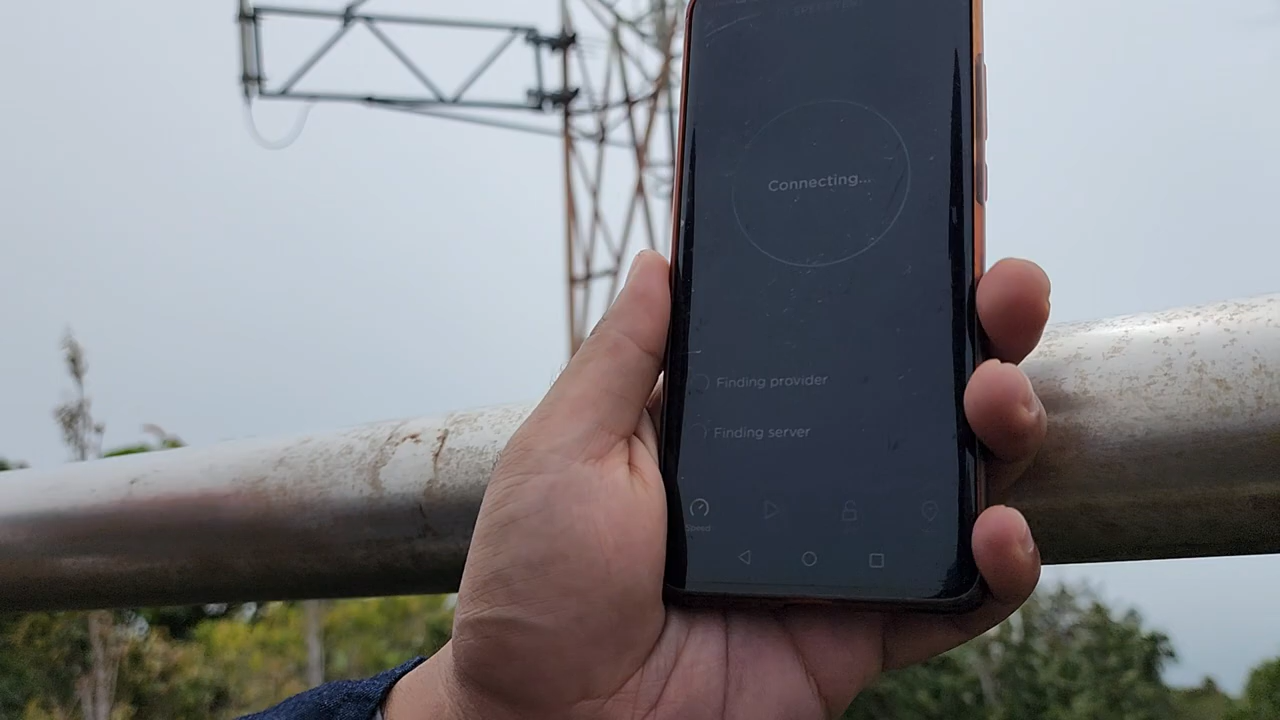 Connecting...
Finding provider
Finding server
Speed